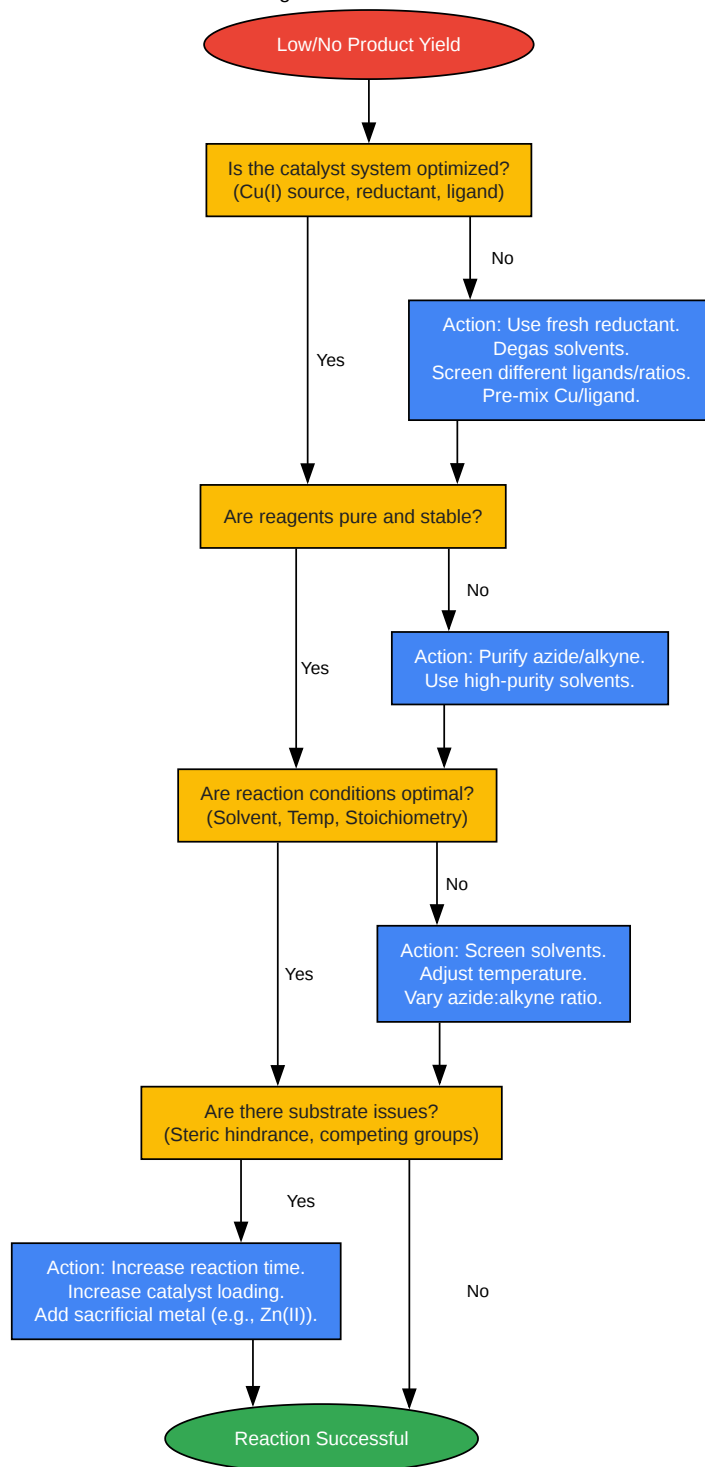 Low/No Product Yield
Is the catalyst system optimized?
(Cu(I) source, reductant, ligand)
No
Action: Use fresh reductant.
Degas solvents.
Screen different ligands/ratios.
Pre-mix Cu/ligand.
Yes
Are reagents pure and stable?
No
Action: Purify azide/alkyne.
Use high-purity solvents.
Yes
Are reaction conditions optimal?
(Solvent, Temp, Stoichiometry)
No
Action: Screen solvents.
Adjust temperature.
Vary azide:alkyne ratio.
Yes
Are there substrate issues?
(Steric hindrance, competing groups)
Yes
Action: Increase reaction time.
Increase catalyst loading.
Add sacrificial metal (e.g., Zn(II)).
No
Reaction Successful